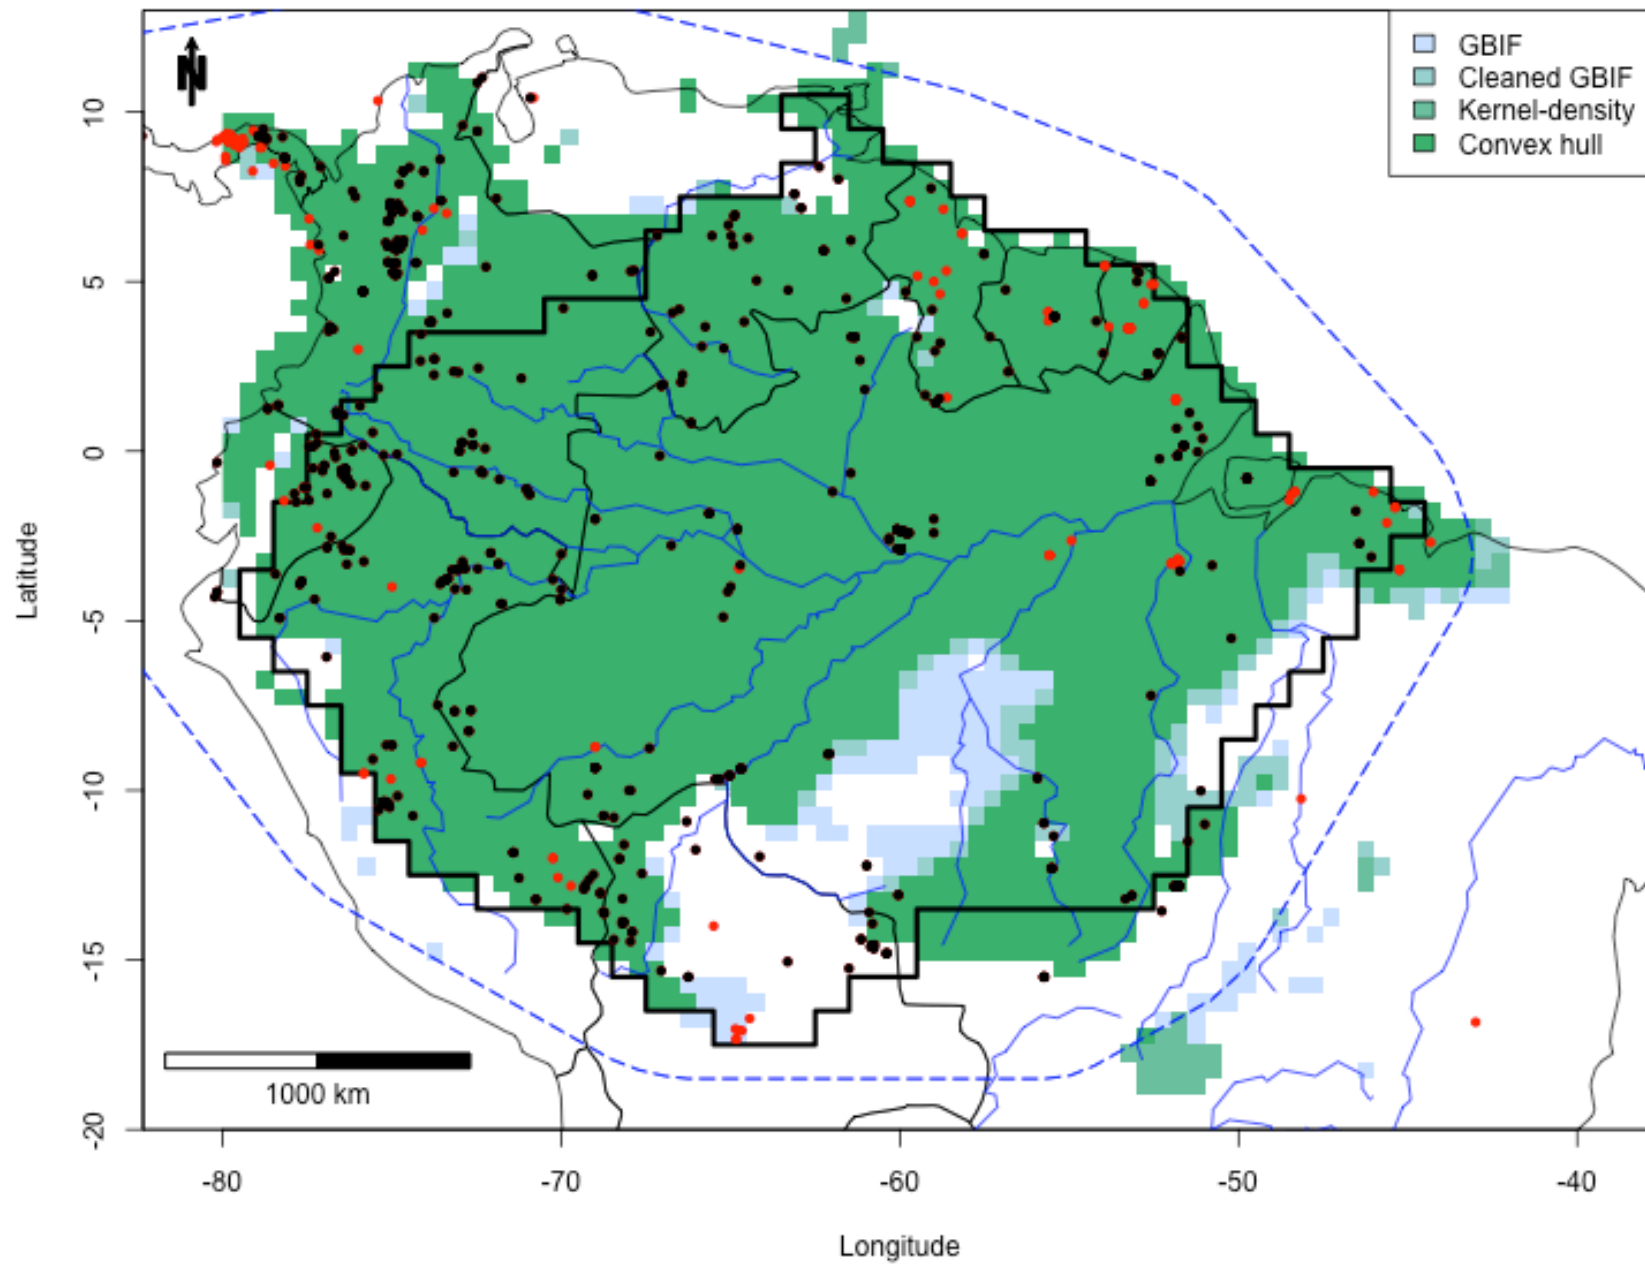 N
GBIF
Cleaned GBIF
Kernel-density
Convex hull
10
5
0
-5
-10
-15
-20
Latitude
1000 km
-80 -70 -60 -50 -40
Longitude